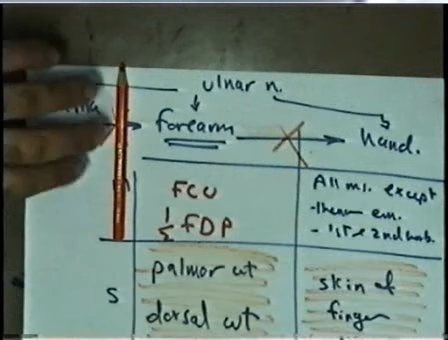 ulnar n.
forearm
hand.
FCU
1/2 FDP
All ms. except
- thenar em.
- 1st & 2nd lumb.
S
palmar cut
dorsal cut
skin of
finger